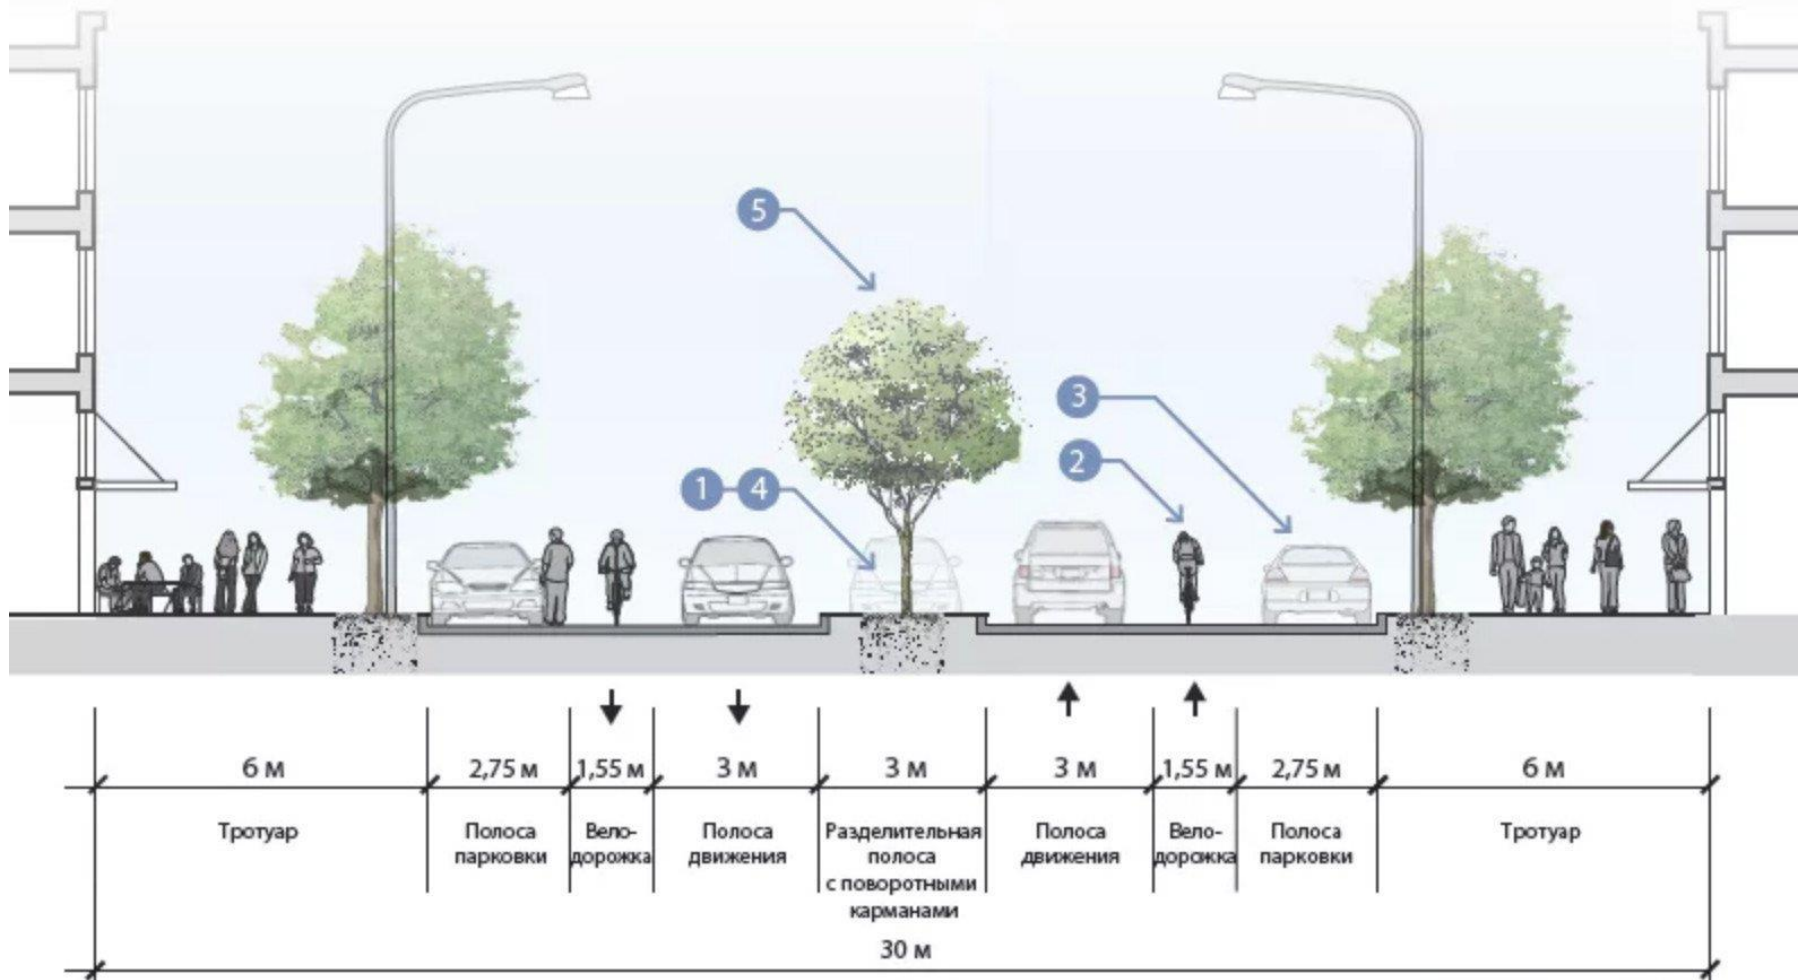 5
3
2
1 4
6 м 2,75 м 1,55 м 3 м 3 м 3 м 1,55 м 2,75 м 6 м
Тротуар
Полоса
парковки
Вело-
дорожка
Полоса
движения
Разделительная
полоса
с поворотными
карманами
Полоса
движения
Вело-
дорожка
Полоса
парковки
Тротуар
30 м